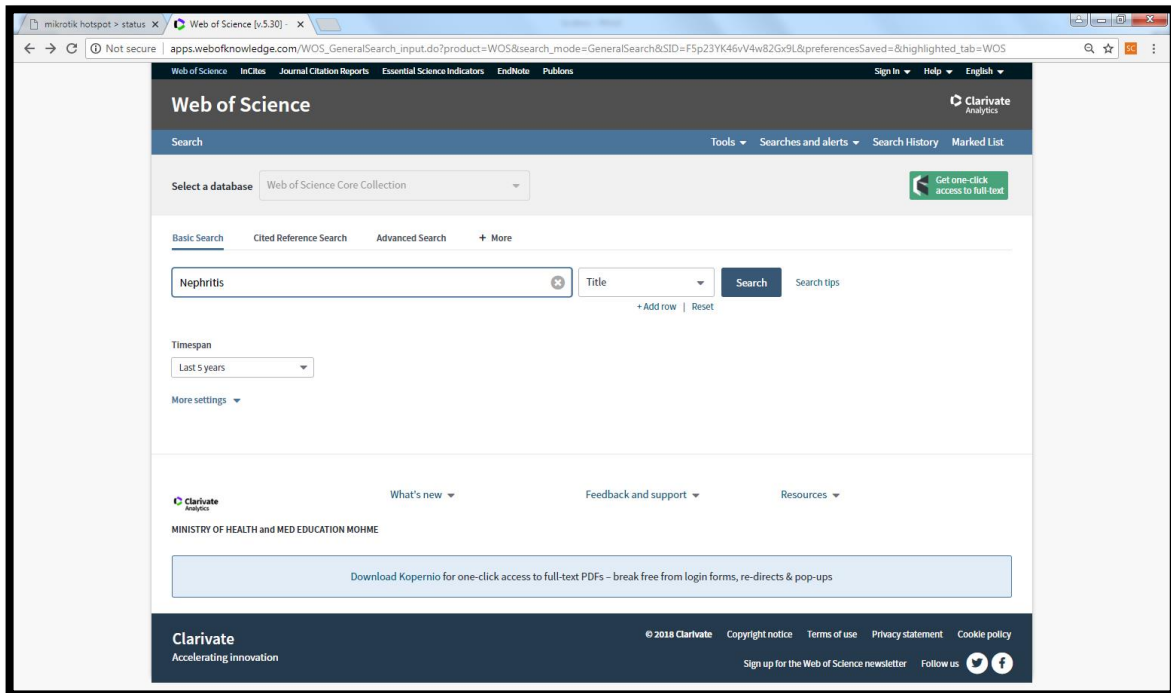 mikrotik hotspot > status
Web of Science [v.5.30] -
Not secure apps.webofknowledge.com/WOS_GeneralSearch_input.do?product=WOS&search_mode=GeneralSearch&SID=F5p23YK46vV4w82Gx9L&preferencesSaved=&highlighted_tab=WOS SC
Web of Science InCites Journal Citation Reports Essential Science Indicators EndNote Publons Sign In Help English
Web of Science
Clarivate
Analytics
Search Tools Searches and alerts Search History Marked List
Select a database Web of Science Core Collection
Get one-click
access to full-text
Basic Search Cited Reference Search Advanced Search + More
Nephritis Title Search Search tips
+ Add row | Reset
Timespan
Last 5 years
More settings
Clarivate
Analytics
What's new Feedback and support Resources
MINISTRY OF HEALTH and MED EDUCATION MOHME
Download Kopernio for one-click access to full-text PDFs – break free from login forms, re-directs & pop-ups
Clarivate
Accelerating innovation
© 2018 Clarivate Copyright notice Terms of use Privacy statement Cookie policy
Sign up for the Web of Science newsletter Follow us